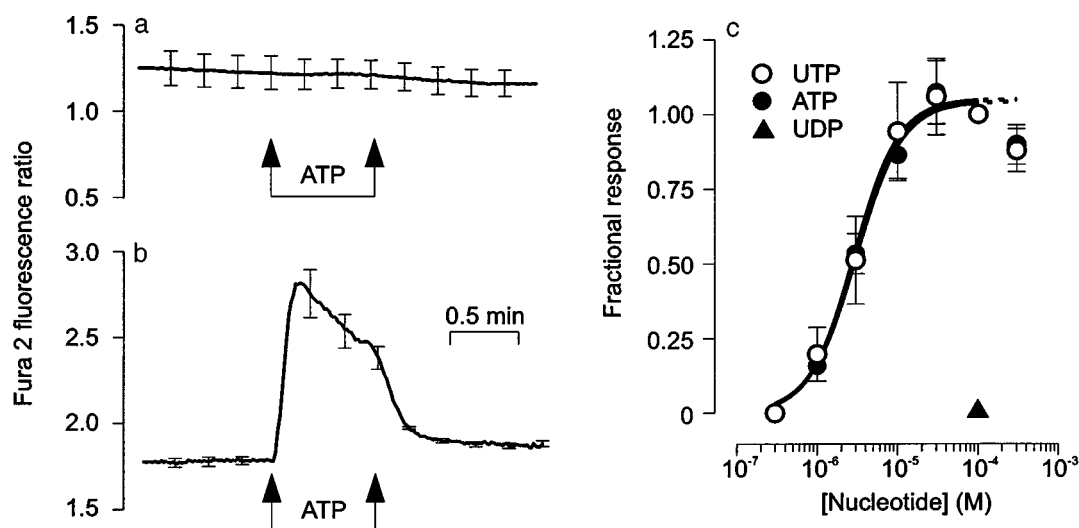 Fura 2 fluorescence ratio
a
1.5
1.0
0.5
ATP
b
3.0
2.5
2.0
1.5
0.5 min
ATP
c
Fractional response
1.25
1.00
0.75
0.50
0.25
0
UTP
ATP
UDP
10⁻⁷ 10⁻⁶ 10⁻⁵ 10⁻⁴ 10⁻³
[Nucleotide] (M)